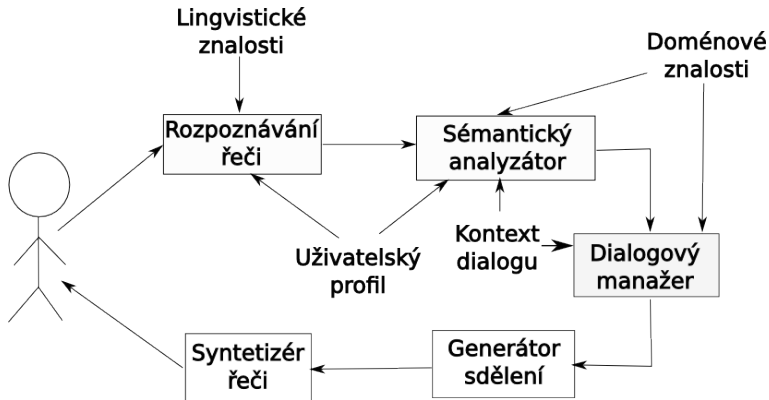 Lingvistické
znalosti
Doménové
znalosti
Rozpoznávání
řeči
Sémantický
analyzátor
Uživatelský
profil
Kontext
dialogu
Dialogový
manažer
Syntetizér
řeči
Generátor
sdělení